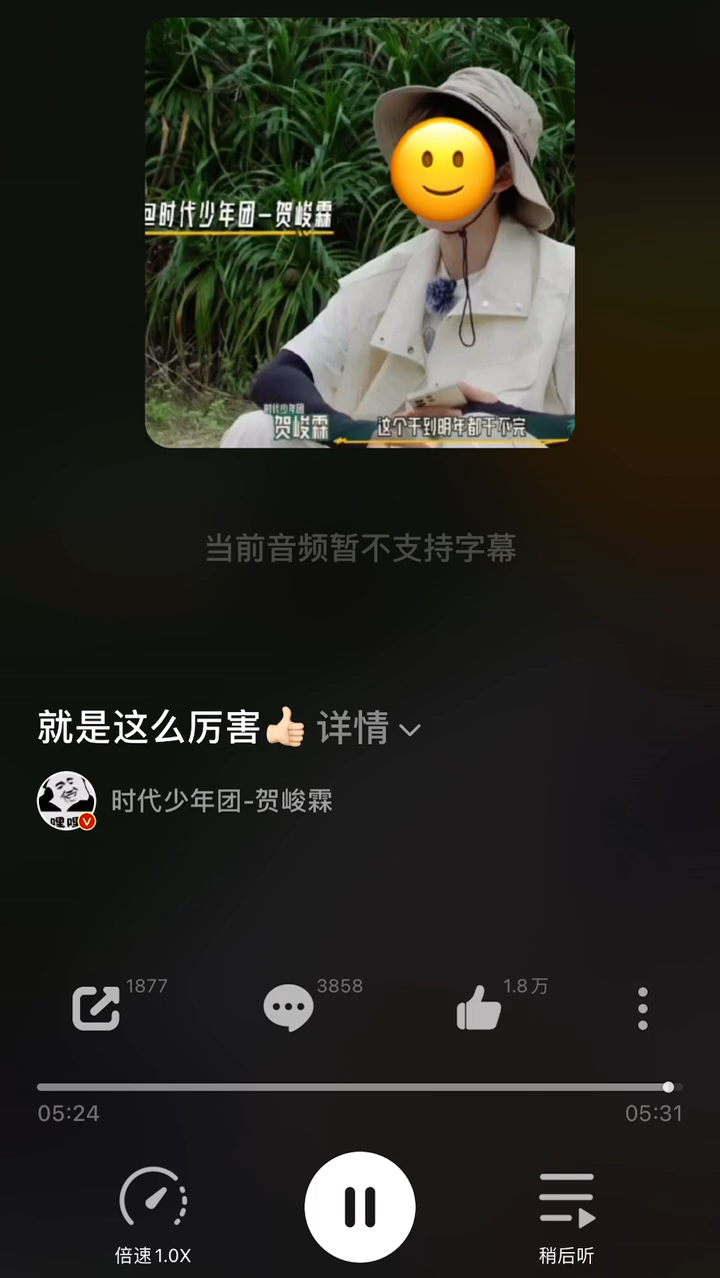 时代少年团-贺峻霖
时代少年团
贺峻霖
这个干到明年都干不完
当前音频暂不支持字幕
就是这么厉害👍🏻 详情
哩呜
时代少年团-贺峻霖
1877
3858
1.8万
05:24
05:31
倍速1.0X
稍后听